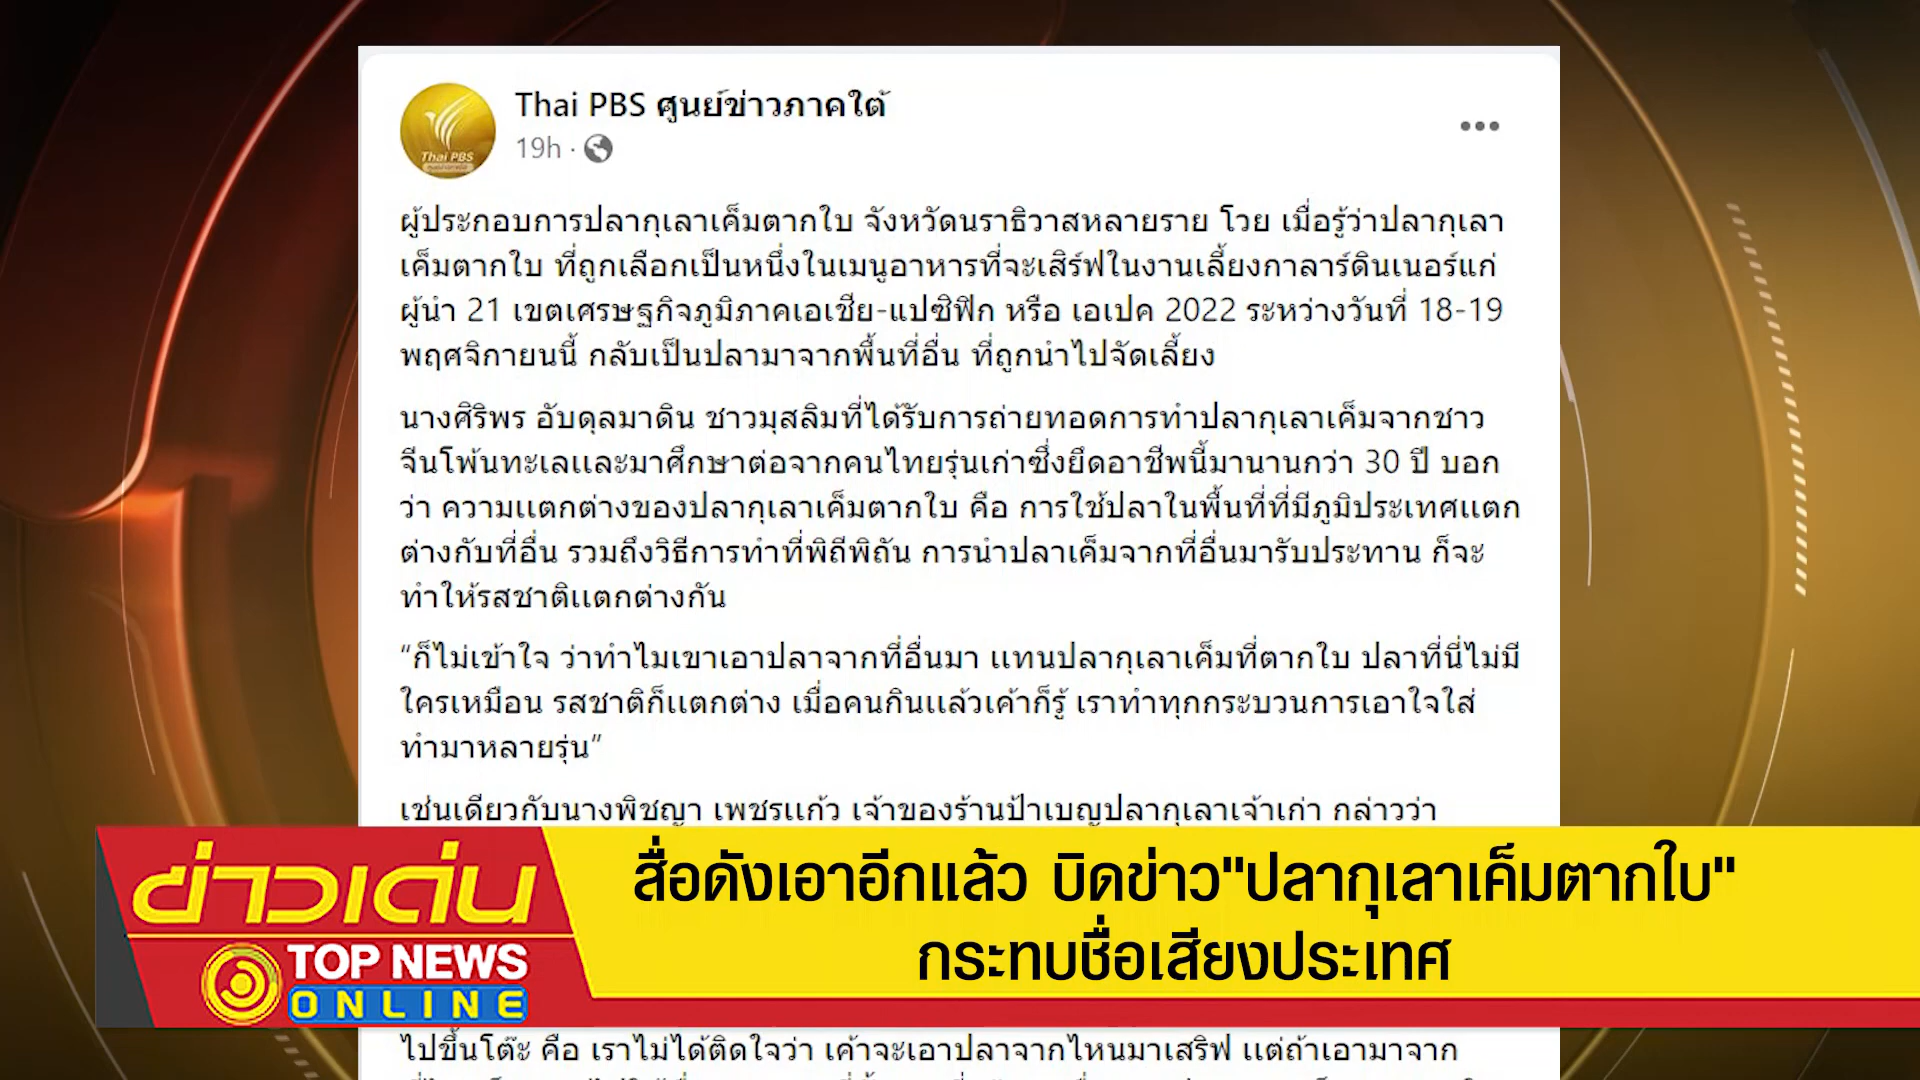 Thai PBS ศูนย์ข่าวภาคใต้
19h ·
Thai PBS
ผู้ประกอบการปลากุเลาเค็มตากใบ จังหวัดนราธิวาสหลายราย โวย เมื่อรู้ว่าปลากุเลา
เค็มตากใบ ที่ถูกเลือกเป็นหนึ่งในเมนูอาหารที่จะเสิร์ฟในงานเลี้ยงกาลาร์ดินเนอร์แก่
ผู้นำ 21 เขตเศรษฐกิจภูมิภาคเอเชีย-แปซิฟิก หรือ เอเปค 2022 ระหว่างวันที่ 18-19
พฤศจิกายนนี้ กลับเป็นปลามาจากพื้นที่อื่น ที่ถูกนำไปจัดเลี้ยง
นางศิริพร อับดุลมาดิน ชาวมุสลิมที่ได้รับการถ่ายทอดการทำปลากุเลาเค็มจากชาว
จีนโพ้นทะเลและมาศึกษาต่อจากคนไทยรุ่นเก่าซึ่งยึดอาชีพนี้มานานกว่า 30 ปี บอก
ว่า ความแตกต่างของปลากุเลาเค็มตากใบ คือ การใช้ปลาในพื้นที่ที่มีภูมิประเทศแตก
ต่างกับที่อื่น รวมถึงวิธีการทำที่พิถีพิถัน การนำปลาเค็มจากที่อื่นมารับประทาน ก็จะ
ทำให้รสชาติแตกต่างกัน
“ก็ไม่เข้าใจ ว่าทำไมเขาเอาปลาจากที่อื่นมา แทนปลากุเลาเค็มที่ตากใบ ปลาที่นี่ไม่มี
ใครเหมือน รสชาติก็แตกต่าง เมื่อคนกินแล้วเค้าก็รู้ เราทำทุกกระบวนการเอาใจใส่
ทำมาหลายรุ่น”
เช่นเดียวกับนางพิชญา เพชรแก้ว เจ้าของร้านป้าเบญปลากุเลาเจ้าเก่า กล่าวว่า
ข่าวเด่น
TOP NEWS
ONLINE
สื่อดังเอาอีกแล้ว บิดข่าว"ปลากุเลาเค็มตากใบ"
กระทบชื่อเสียงประเทศ
ไปขึ้นโต๊ะ คือ เราไม่ได้ติดใจว่า เค้าจะเอาปลาจากไหนมาเสริฟ แต่ถ้าเอามาจาก